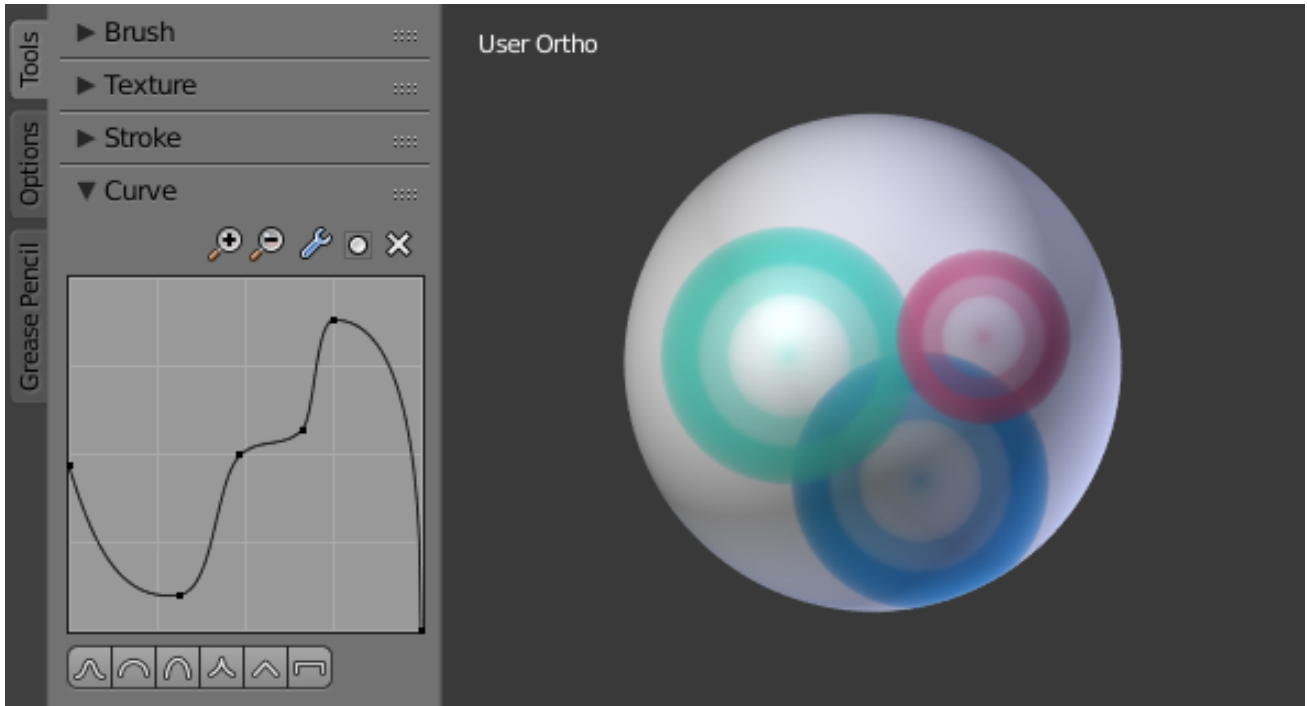 Tools
Options
Grease Pencil
Brush
Texture
Stroke
Curve
User Ortho